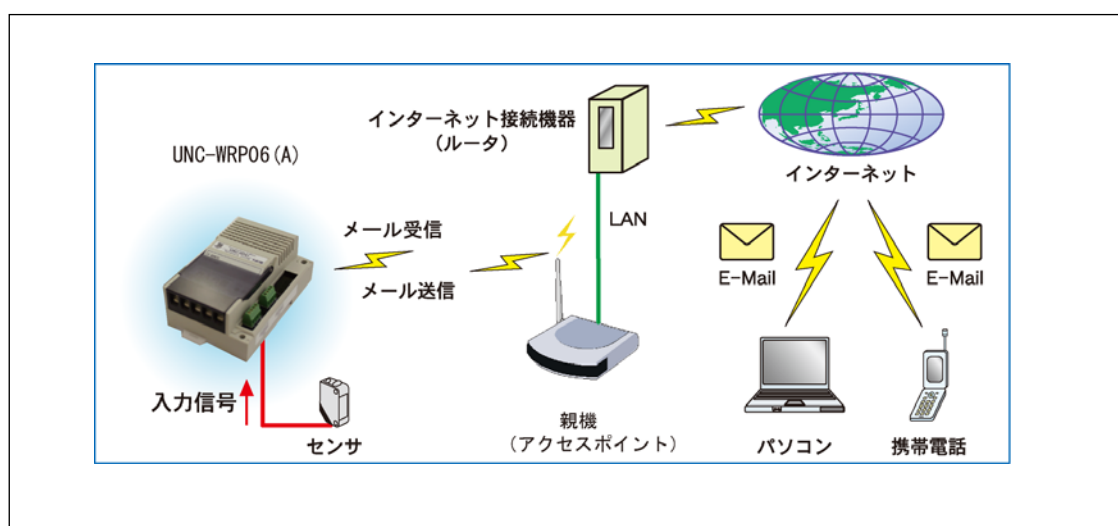 インターネット接続機器
(ルータ)
UNC-WRP06(A)
インターネット
LAN
メール受信
メール送信
E-Mail
E-Mail
入力信号
センサ
親機
(アクセスポイント)
パソコン
携帯電話